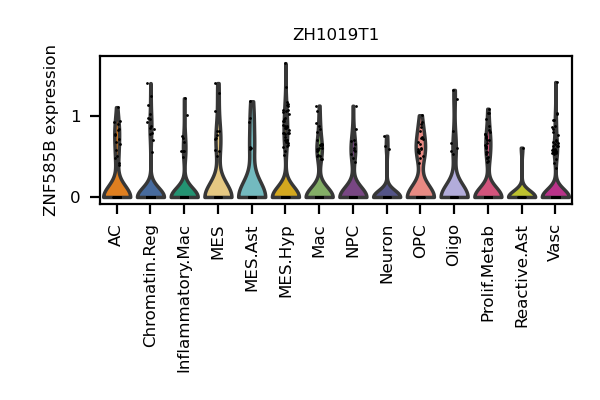 ZH1019T1
ZNF585B expression
1
0
AC
Chromatin.Reg
Inflammatory.Mac
MES
MES.Ast
MES.Hyp
Mac
NPC
Neuron
OPC
Oligo
Prolif.Metab
Reactive.Ast
Vasc